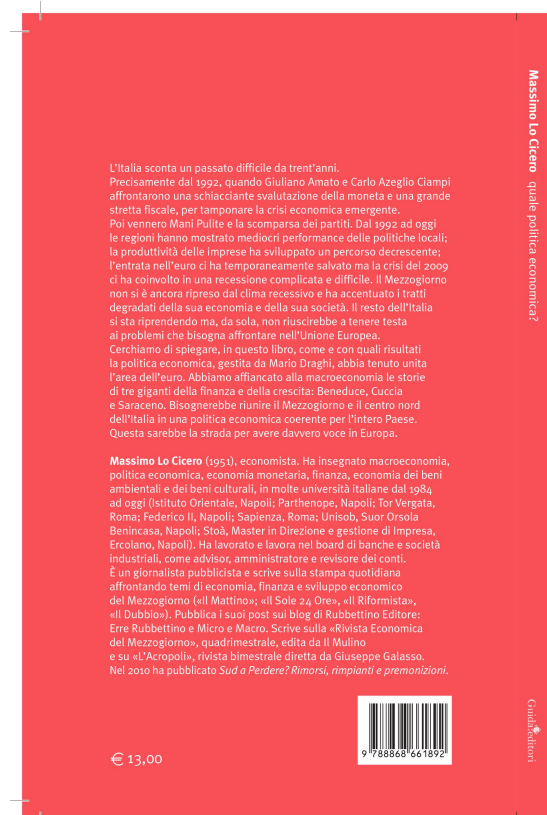 L'Italia sconta un passato difficile da trent'anni.
Precisamente dal 1992, quando Giuliano Amato e Carlo Azeglio Ciampi
affrontarono una schiacciante svalutazione della moneta e una grande
stretta fiscale, per tamponare la crisi economica emergente.
Poi vennero Mani Pulite e la scomparsa dei partiti. Dal 1992 ad oggi
le regioni hanno mostrato mediocri performance delle politiche locali;
la produttività delle imprese ha sviluppato un percorso decrescente;
l'entrata nell'euro ci ha temporaneamente salvato ma la crisi del 2009
ci ha coinvolto in una recessione complicata e difficile. Il Mezzogiorno
non si è ancora ripreso dal clima recessivo e ha accentuato i tratti
degradati della sua economia e della sua società. Il resto dell'Italia
si sta riprendendo ma, da sola, non riuscirebbe a tenere testa
ai problemi che bisogna affrontare nell'Unione Europea.
Cerchiamo di spiegare, in questo libro, come e con quali risultati
la politica economica, gestita da Mario Draghi, abbia tenuto unita
l'area dell'euro. Abbiamo affiancato alla macroeconomia le storie
di tre giganti della finanza e della crescita: Beneduce, Cuccia
e Saraceno. Bisognerebbe riunire il Mezzogiorno e il centro nord
dell'Italia in una politica economica coerente per l'intero Paese.
Questa sarebbe la strada per avere davvero voce in Europa.
Massimo Lo Cicero (1951), economista. Ha insegnato macroeconomia,
politica economica, economia monetaria, finanza, economia dei beni
ambientali e dei beni culturali, in molte università italiane dal 1984
ad oggi (Istituto Orientale, Napoli; Parthenope, Napoli; Tor Vergata,
Roma; Federico II, Napoli; Sapienza, Roma; Unisob, Suor Orsola
Benincasa, Napoli; Stoà, Master in Direzione e gestione di Impresa,
Ercolano, Napoli). Ha lavorato e lavora nel board di banche e società
industriali, come advisor, amministratore e revisore dei conti.
È un giornalista pubblicista e scrive sulla stampa quotidiana
affrontando temi di economia, finanza e sviluppo economico
del Mezzogiorno («Il Mattino»; «Il Sole 24 Ore», «Il Riformista»,
«Il Dubbio»). Pubblica i suoi post sui blog di Rubbettino Editore:
Erre Rubbettino e Micro e Macro. Scrive sulla «Rivista Economica
del Mezzogiorno», quadrimestrale, edita da Il Mulino
e su «L'Acropoli», rivista bimestrale diretta da Giuseppe Galasso.
Nel 2010 ha pubblicato Sud a Perdere? Rimorsi, rimpianti e premonizioni.
€ 13,00
9 788868 661892
Massimo Lo Cicero quale politica economica?
Guida editori